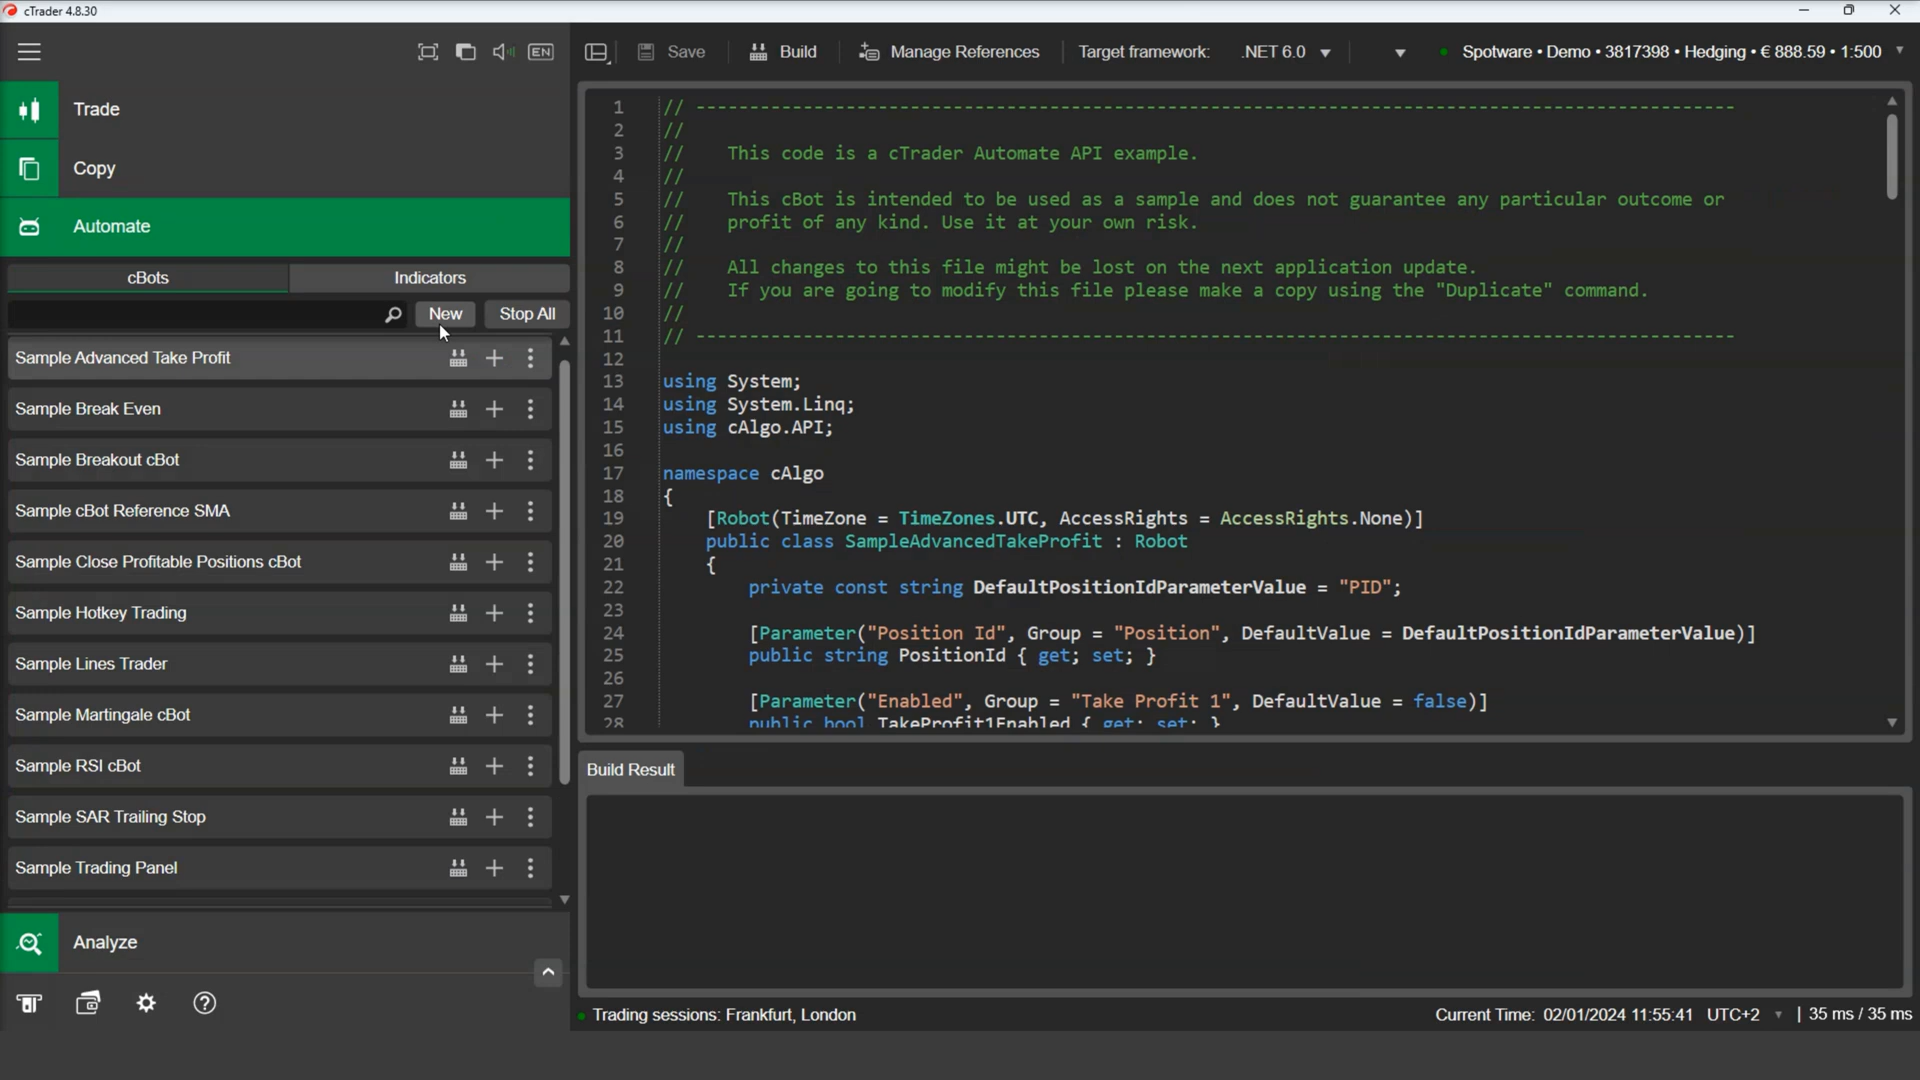 cTrader 4.8.30
EN
Save
Build
Manage References
Target framework:
.NET 6.0
Spotware • Demo • 3817398 • Hedging • € 888.59 • 1:500
Trade
Copy
Automate
cBots
Indicators
New
Stop All
Sample Advanced Take Profit
Sample Break Even
Sample Breakout cBot
Sample cBot Reference SMA
Sample Close Profitable Positions cBot
Sample Hotkey Trading
Sample Lines Trader
Sample Martingale cBot
Sample RSI cBot
Sample SAR Trailing Stop
Sample Trading Panel
Analyze
1 // -------------------------------------------------------------------------------------------------
2 //
3 // This code is a cTrader Automate API example.
4 //
5 // This cBot is intended to be used as a sample and does not guarantee any particular outcome or
6 // profit of any kind. Use it at your own risk.
7 //
8 // All changes to this file might be lost on the next application update.
9 // If you are going to modify this file please make a copy using the "Duplicate" command.
10 //
11 // -------------------------------------------------------------------------------------------------
12
13 using System;
14 using System.Linq;
15 using cAlgo.API;
16
17 namespace cAlgo
18 {
19 [Robot(TimeZone = TimeZones.UTC, AccessRights = AccessRights.None)]
20 public class SampleAdvancedTakeProfit : Robot
21 {
22 private const string DefaultPositionIdParameterValue = "PID";
23
24 [Parameter("Position Id", Group = "Position", DefaultValue = DefaultPositionIdParameterValue)]
25 public string PositionId { get; set; }
26
27 [Parameter("Enabled", Group = "Take Profit 1", DefaultValue = false)]
28 public bool TakeProfit1Enabled { get; set; }
Build Result
Trading sessions: Frankfurt, London
Current Time: 02/01/2024 11:55:41 UTC+2
35 ms / 35 ms